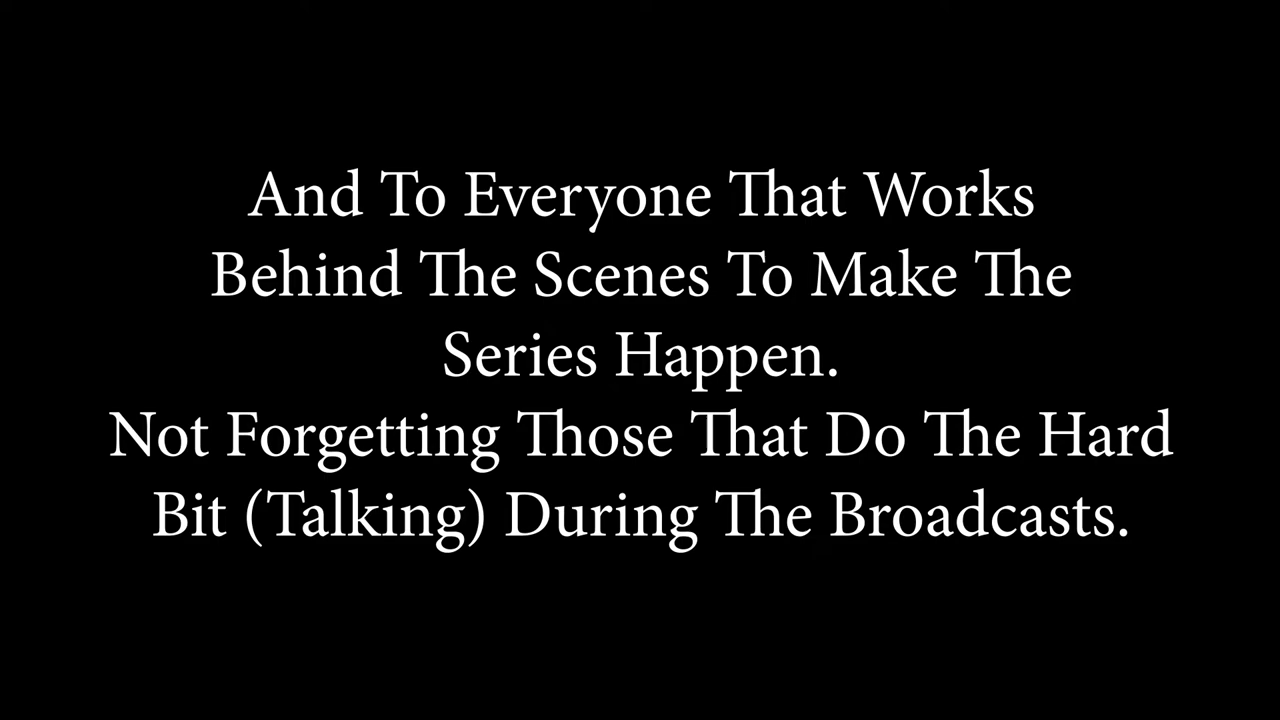 And To Everyone That Works
Behind The Scenes To Make The
Series Happen.
Not Forgetting Those That Do The Hard
Bit (Talking) During The Broadcasts.